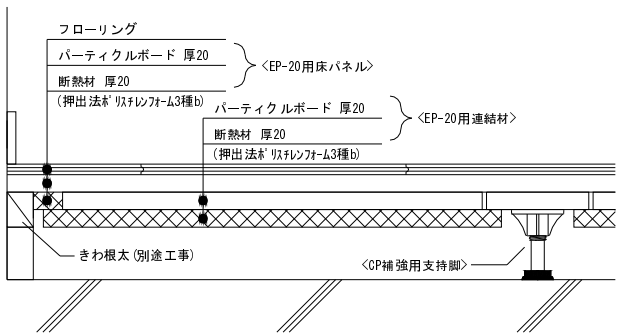 フローリング
パーティクルボード 厚20
<EP-20用床パネル>
断熱材 厚20
(押出法ポリスチレンフォーム3種b)
パーティクルボード 厚20
<EP-20用連結材>
断熱材 厚20
(押出法ポリスチレンフォーム3種b)
きわ根太(別途工事)
<CP補強用支持脚>